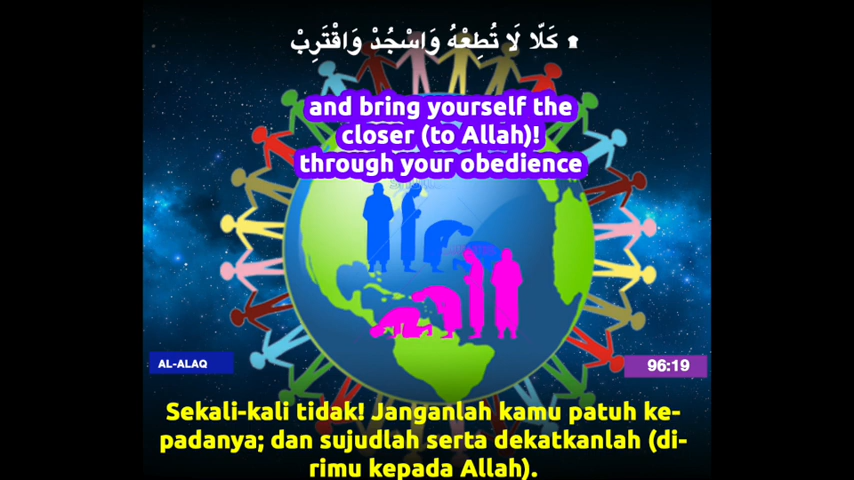 ۩ كَلَّا لَا تُطِعْهُ وَاسْجُدْ وَاقْتَرِبْ
and bring yourself the
closer (to Allah)!
through your obedience
AL-ALAQ
96:19
Sekali-kali tidak! Janganlah kamu patuh ke-
padanya; dan sujudlah serta dekatkanlah (di-
rimu kepada Allah).